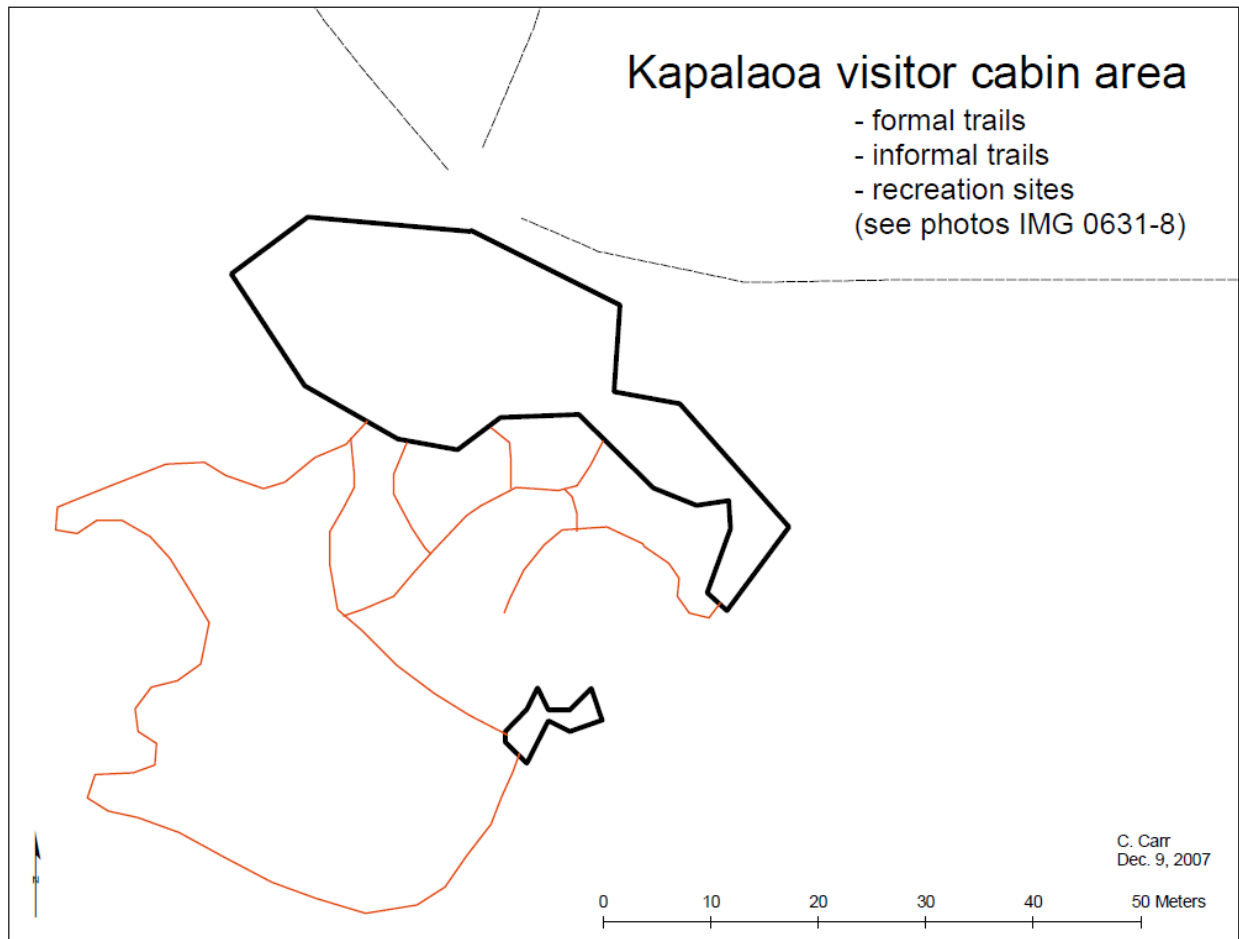 Kapalaoa visitor cabin area
- formal trails
- informal trails
- recreation sites
(see photos IMG 0631-8)
C. Carr
Dec. 9, 2007
N
0 10 20 30 40 50 Meters